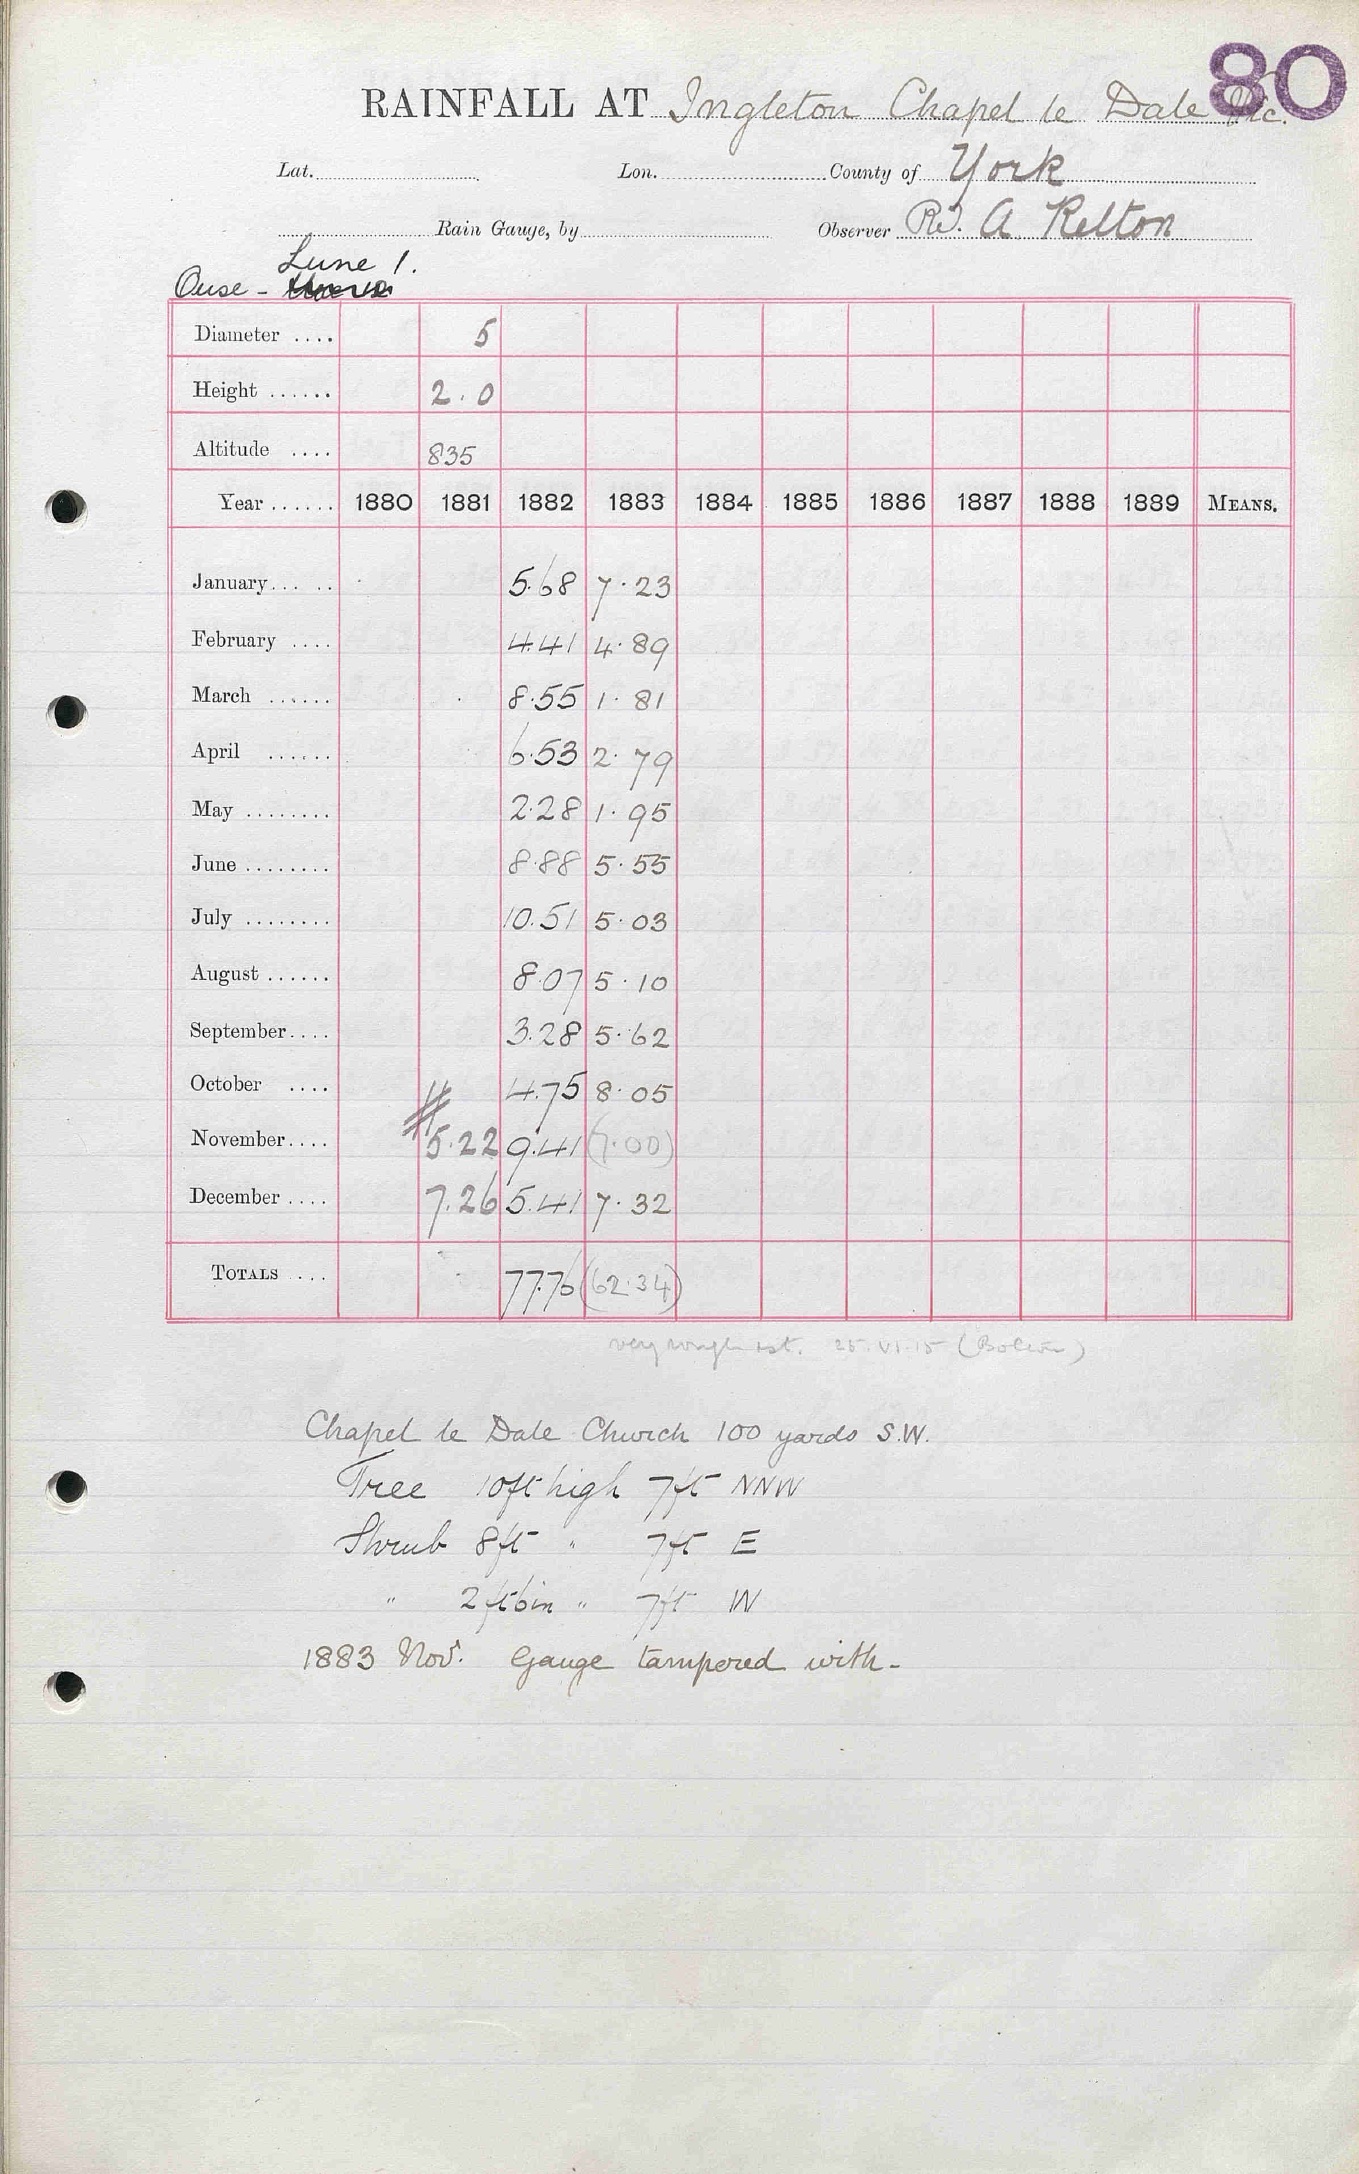 80
RAINFALL AT Ingleton Chapel le Dale Vic.
Lat. Lon. County of York
Rain Gauge, by Observer Rev. A Relton
Lune 1.
Ouse -
Diameter .... 5
Height ...... 2.0
Altitude .... 835
Year ...... 1880 1881 1882 1883 1884 1885 1886 1887 1888 1889 MEANS.
January... .. 5.68 7.23
February .... 4.41 4.89
March ...... 8.55 1.81
April ...... 6.53 2.79
May ........ 2.28 1.95
June ........ 8.88 5.55
July ........ 10.51 5.03
August ...... 8.07 5.10
September.... 3.28 5.62
October .... 4.75 8.05
November.... # 5.22 9.41 (7.00)
December .... 7.26 5.41 7.32
TOTALS .... 77.76 (62.34)
very rough est. 25.VI.15 (Bolton)
Chapel le Dale Church 100 yards S.W.
Tree 10ft high 7ft NNW
Shrub 8ft " 7ft E
" 2ft 6in " 7ft W
1883 Nov. Gauge tampered with-